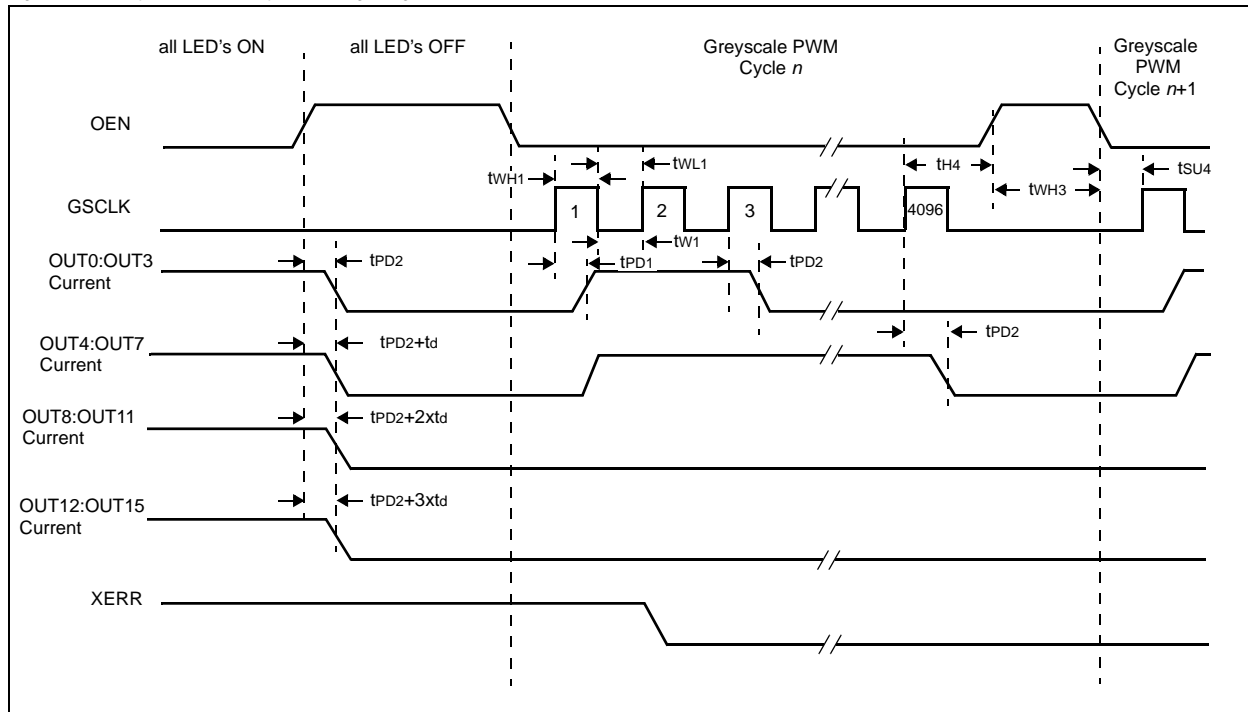 all LED's ON
all LED's OFF
Greyscale PWM
Cycle n
Greyscale
PWM
Cycle n+1
OEN
tWH1
tWL1
tH4
tSU4
tWH3
GSCLK
1
2
3
4096
tW1
OUT0:OUT3
Current
tPD2
tPD1
tPD2
OUT4:OUT7
Current
tPD2+td
tPD2
OUT8:OUT11
Current
tPD2+2xtd
OUT12:OUT15
Current
tPD2+3xtd
XERR